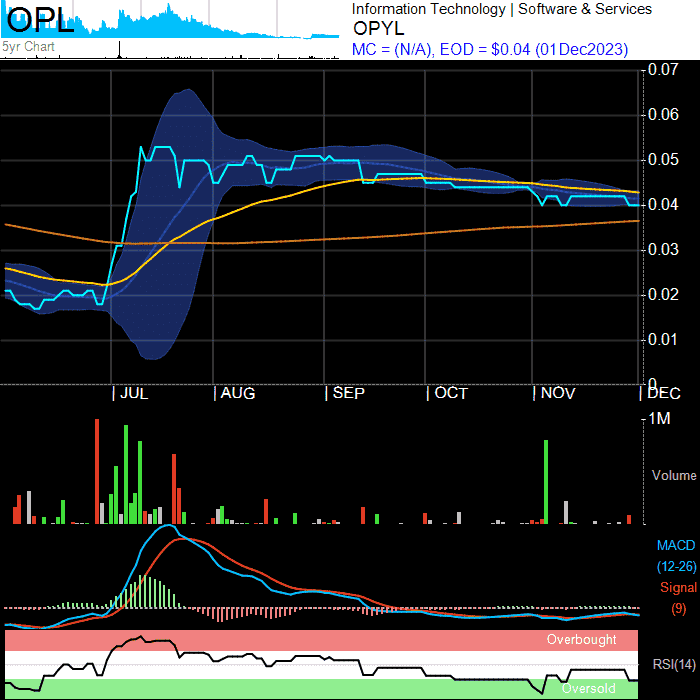 OPL
Information Technology | Software & Services
OPYL
5yr Chart
MC = (N/A), EOD = $0.04 (01Dec2023)
0.07
0.06
0.05
0.04
0.03
0.02
0.01
0
JUL AUG SEP OCT NOV DEC
1M
Volume
MACD
(12-26)
Signal
(9)
Overbought
RSI(14)
Oversold